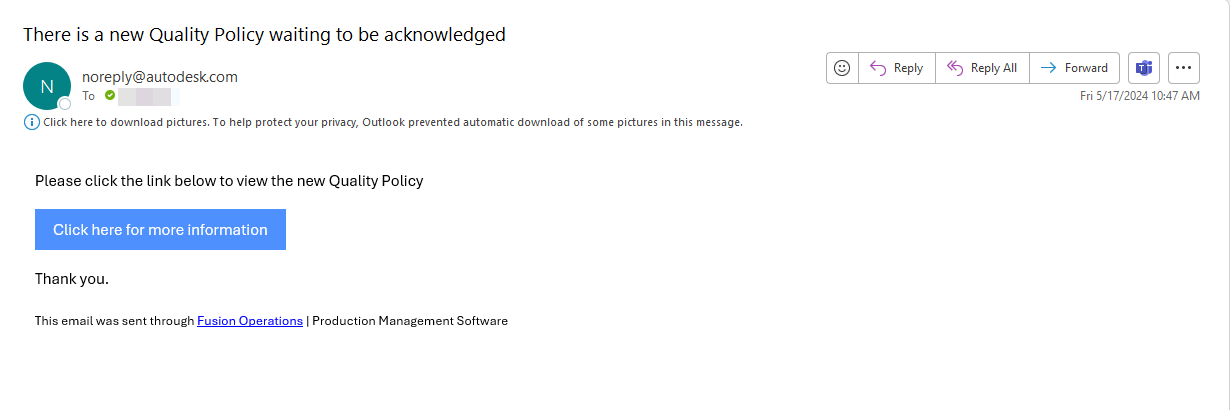 There is a new Quality Policy waiting to be acknowledged
N
noreply@autodesk.com
To
Reply
Reply All
Forward
Fri 5/17/2024 10:47 AM
Click here to download pictures. To help protect your privacy, Outlook prevented automatic download of some pictures in this message.
Please click the link below to view the new Quality Policy
Click here for more information
Thank you.
This email was sent through Fusion Operations | Production Management Software